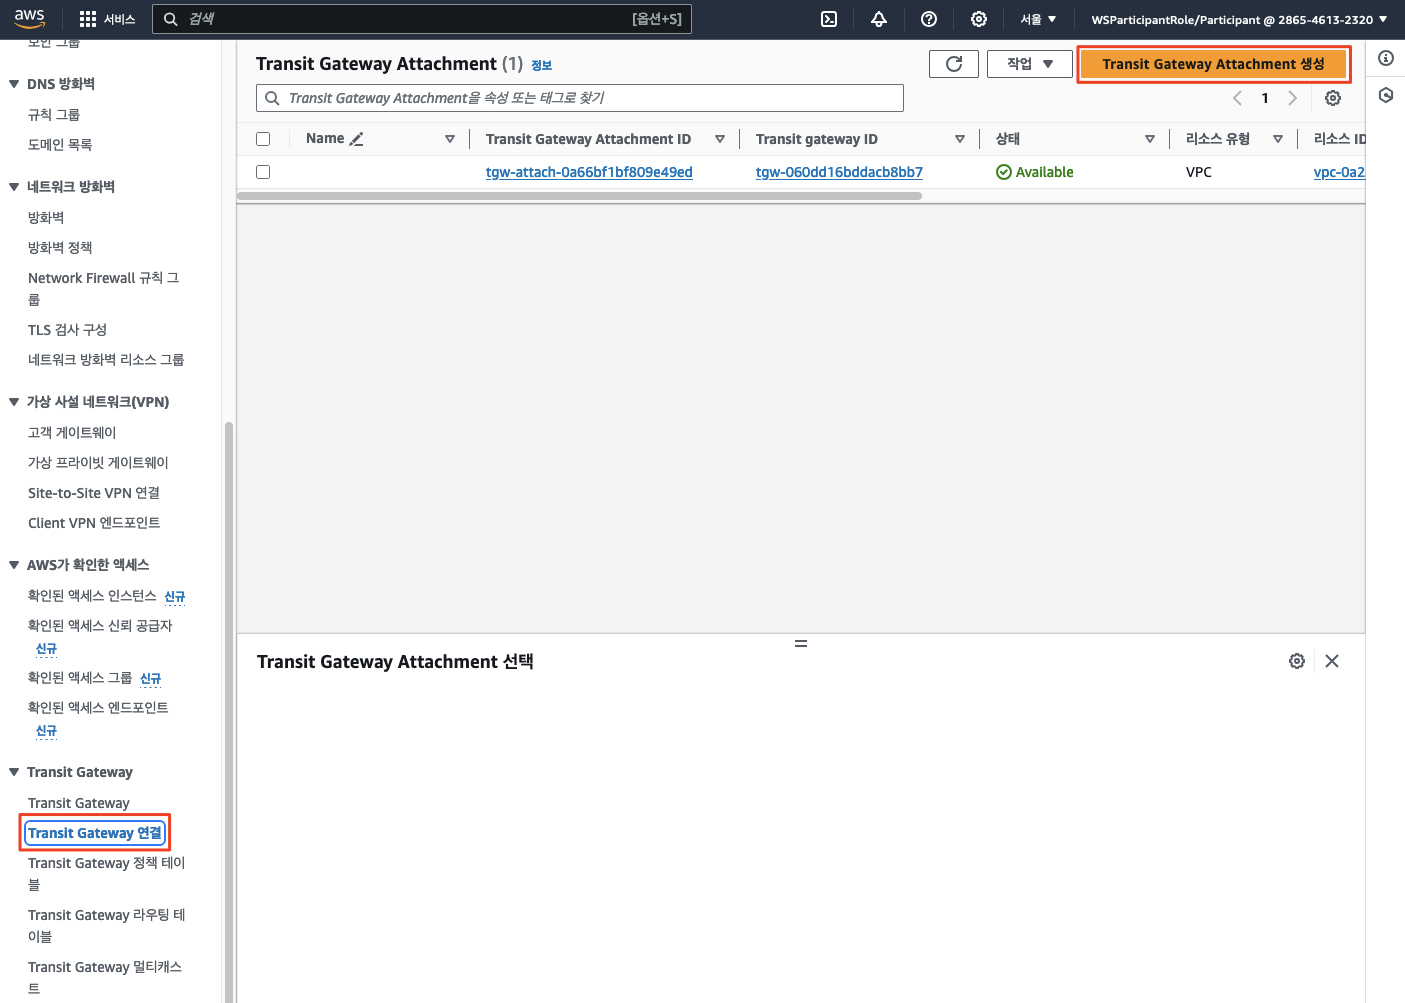 aws
서비스
검색
[옵션+S]
서울 ▼
WSParticipantRole/Participant @ 2865-4613-2320 ▼
보안 그룹
▼ DNS 방화벽
규칙 그룹
도메인 목록
▼ 네트워크 방화벽
방화벽
방화벽 정책
Network Firewall 규칙 그
룹
TLS 검사 구성
네트워크 방화벽 리소스 그룹
▼ 가상 사설 네트워크(VPN)
고객 게이트웨이
가상 프라이빗 게이트웨이
Site-to-Site VPN 연결
Client VPN 엔드포인트
▼ AWS가 확인한 액세스
확인된 액세스 인스턴스 신규
확인된 액세스 신뢰 공급자
신규
확인된 액세스 그룹 신규
확인된 액세스 엔드포인트
신규
▼ Transit Gateway
Transit Gateway
Transit Gateway 연결
Transit Gateway 정책 테이
블
Transit Gateway 라우팅 테
이블
Transit Gateway 멀티캐스
트
Transit Gateway Attachment (1) 정보
작업 ▼
Transit Gateway Attachment 생성
Transit Gateway Attachment을 속성 또는 태그로 찾기
1
Name
Transit Gateway Attachment ID
Transit gateway ID
상태
리소스 유형
리소스 ID
tgw-attach-0a66bf1bf809e49ed
tgw-060dd16bddacb8bb7
Available
VPC
vpc-0a2
Transit Gateway Attachment 선택